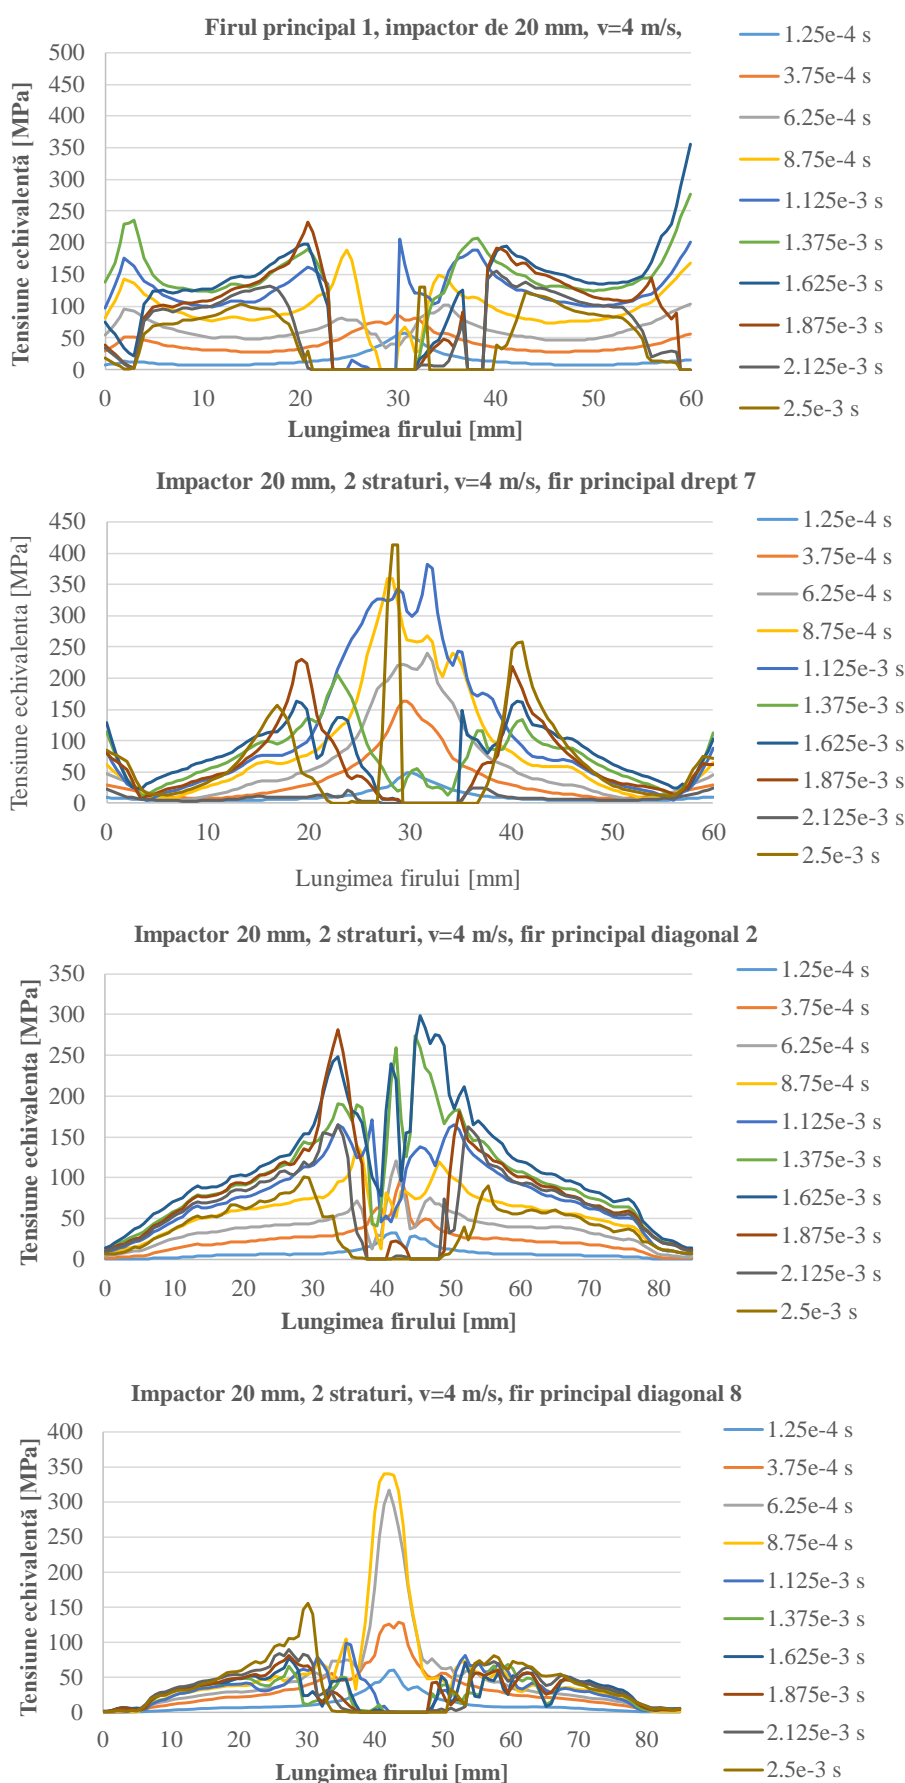 Firul principal 1, impactor de 20 mm, v=4 m/s,
Tensiune echivalentă [MPa]
500
450
400
350
300
250
200
150
100
50
0
0 10 20 30 40 50 60
Lungimea firului [mm]
1.25e-4 s
3.75e-4 s
6.25e-4 s
8.75e-4 s
1.125e-3 s
1.375e-3 s
1.625e-3 s
1.875e-3 s
2.125e-3 s
2.5e-3 s
Impactor 20 mm, 2 straturi, v=4 m/s, fir principal drept 7
Tensiune echivalenta [MPa]
450
400
350
300
250
200
150
100
50
0
0 10 20 30 40 50 60
Lungimea firului [mm]
1.25e-4 s
3.75e-4 s
6.25e-4 s
8.75e-4 s
1.125e-3 s
1.375e-3 s
1.625e-3 s
1.875e-3 s
2.125e-3 s
2.5e-3 s
Impactor 20 mm, 2 straturi, v=4 m/s, fir principal diagonal 2
Tensiune echivalenta [MPa]
350
300
250
200
150
100
50
0
0 10 20 30 40 50 60 70 80
Lungimea firului [mm]
1.25e-4 s
3.75e-4 s
6.25e-4 s
8.75e-4 s
1.125e-3 s
1.375e-3 s
1.625e-3 s
1.875e-3 s
2.125e-3 s
2.5e-3 s
Impactor 20 mm, 2 straturi, v=4 m/s, fir principal diagonal 8
Tensiune echivalentă [MPa]
400
350
300
250
200
150
100
50
0
0 10 20 30 40 50 60 70 80
Lungimea firului [mm]
1.25e-4 s
3.75e-4 s
6.25e-4 s
8.75e-4 s
1.125e-3 s
1.375e-3 s
1.625e-3 s
1.875e-3 s
2.125e-3 s
2.5e-3 s